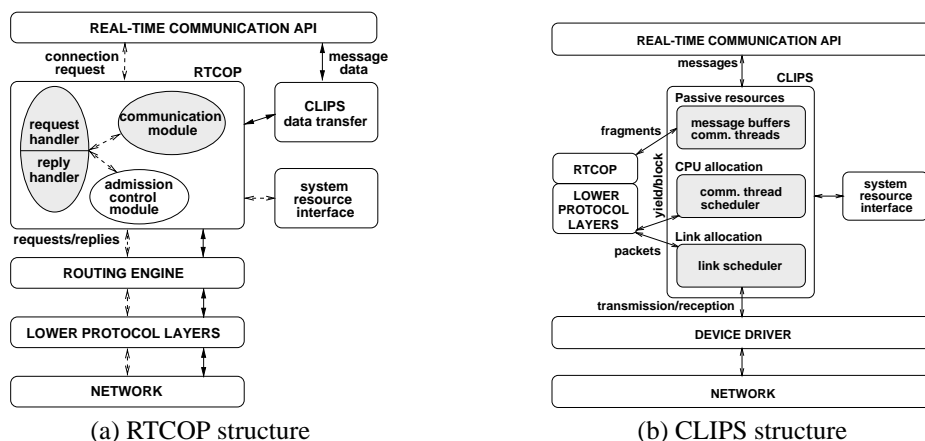 REAL-TIME COMMUNICATION API
connection
request
message
data
RTCOP
request
handler
reply
handler
communication
module
admission
control
module
CLIPS
data transfer
system
resource
interface
requests/replies
ROUTING ENGINE
LOWER PROTOCOL LAYERS
NETWORK
(a) RTCOP structure
REAL-TIME COMMUNICATION API
messages
CLIPS
Passive resources
message buffers
comm. threads
fragments
RTCOP
LOWER
PROTOCOL
LAYERS
yield/block
CPU allocation
comm. thread
scheduler
system
resource
interface
Link allocation
packets
link scheduler
transmission/reception
DEVICE DRIVER
NETWORK
(b) CLIPS structure